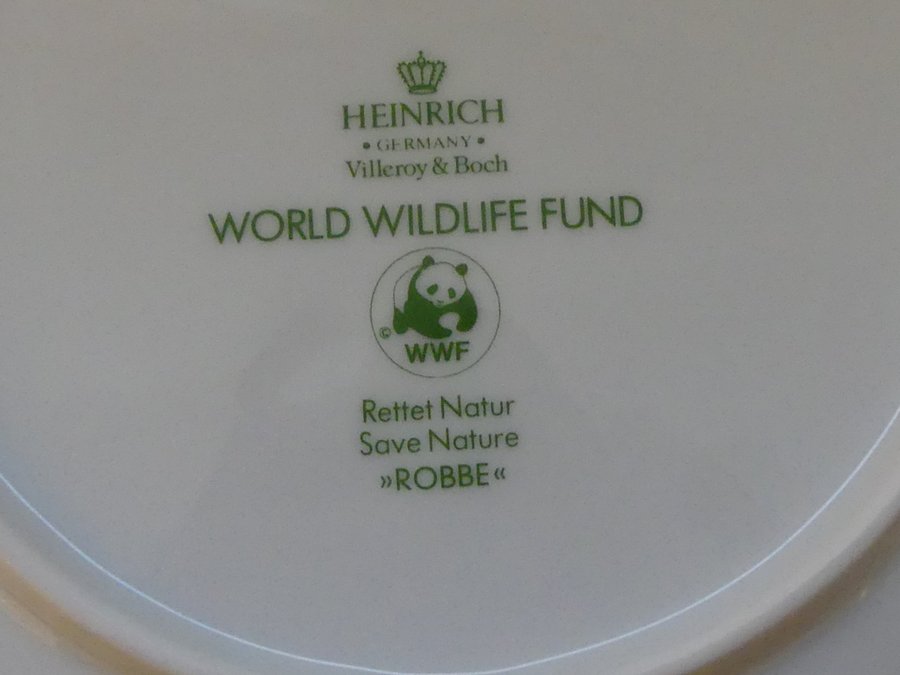 HEINRICH
• GERMANY •
Villeroy & Boch
WORLD WILDLIFE FUND
©
WWF
Rettet Natur
Save Nature
»ROBBE«